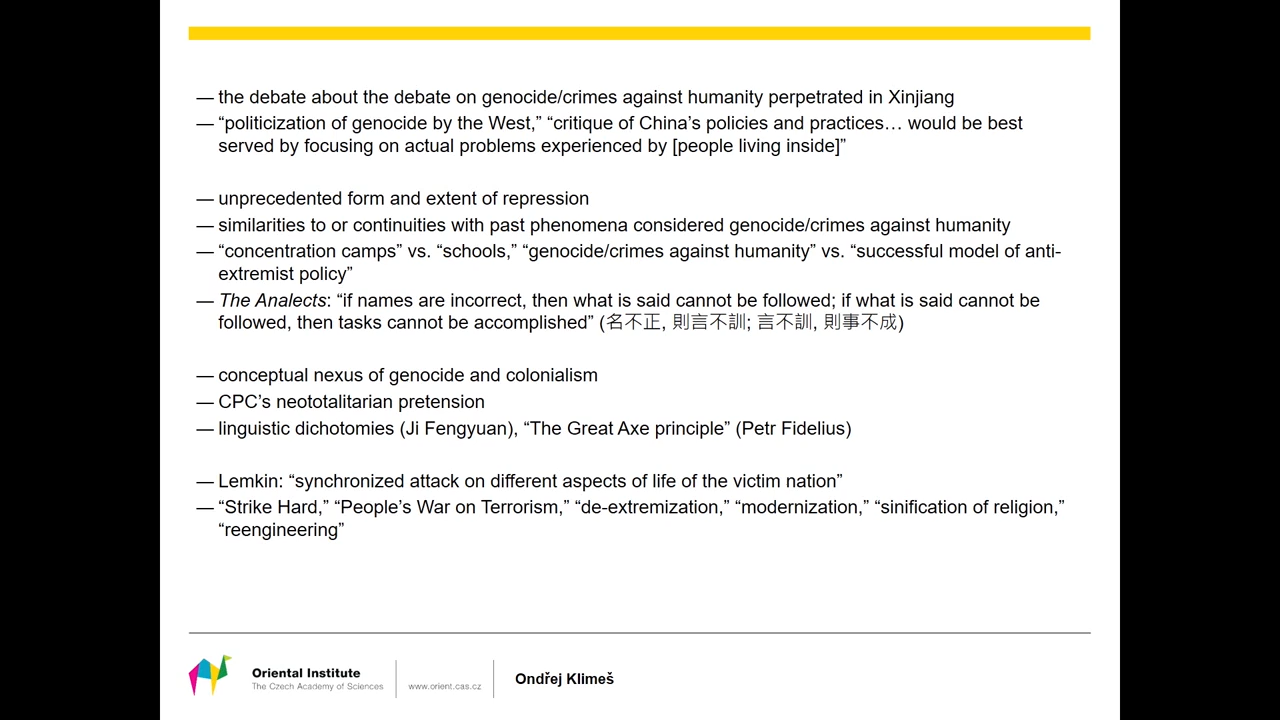 — the debate about the debate on genocide/crimes against humanity perpetrated in Xinjiang
— “politicization of genocide by the West,” “critique of China’s policies and practices… would be best
served by focusing on actual problems experienced by [people living inside]”
— unprecedented form and extent of repression
— similarities to or continuities with past phenomena considered genocide/crimes against humanity
— “concentration camps” vs. “schools,” “genocide/crimes against humanity” vs. “successful model of anti-
extremist policy”
— The Analects: “if names are incorrect, then what is said cannot be followed; if what is said cannot be
followed, then tasks cannot be accomplished” (名不正, 則言不訓; 言不訓, 則事不成)
— conceptual nexus of genocide and colonialism
— CPC’s neototalitarian pretension
— linguistic dichotomies (Ji Fengyuan), “The Great Axe principle” (Petr Fidelius)
— Lemkin: “synchronized attack on different aspects of life of the victim nation”
— “Strike Hard,” “People’s War on Terrorism,” “de-extremization,” “modernization,” “sinification of religion,”
“reengineering”
Oriental Institute
The Czech Academy of Sciences
www.orient.cas.cz
Ondřej Klimeš